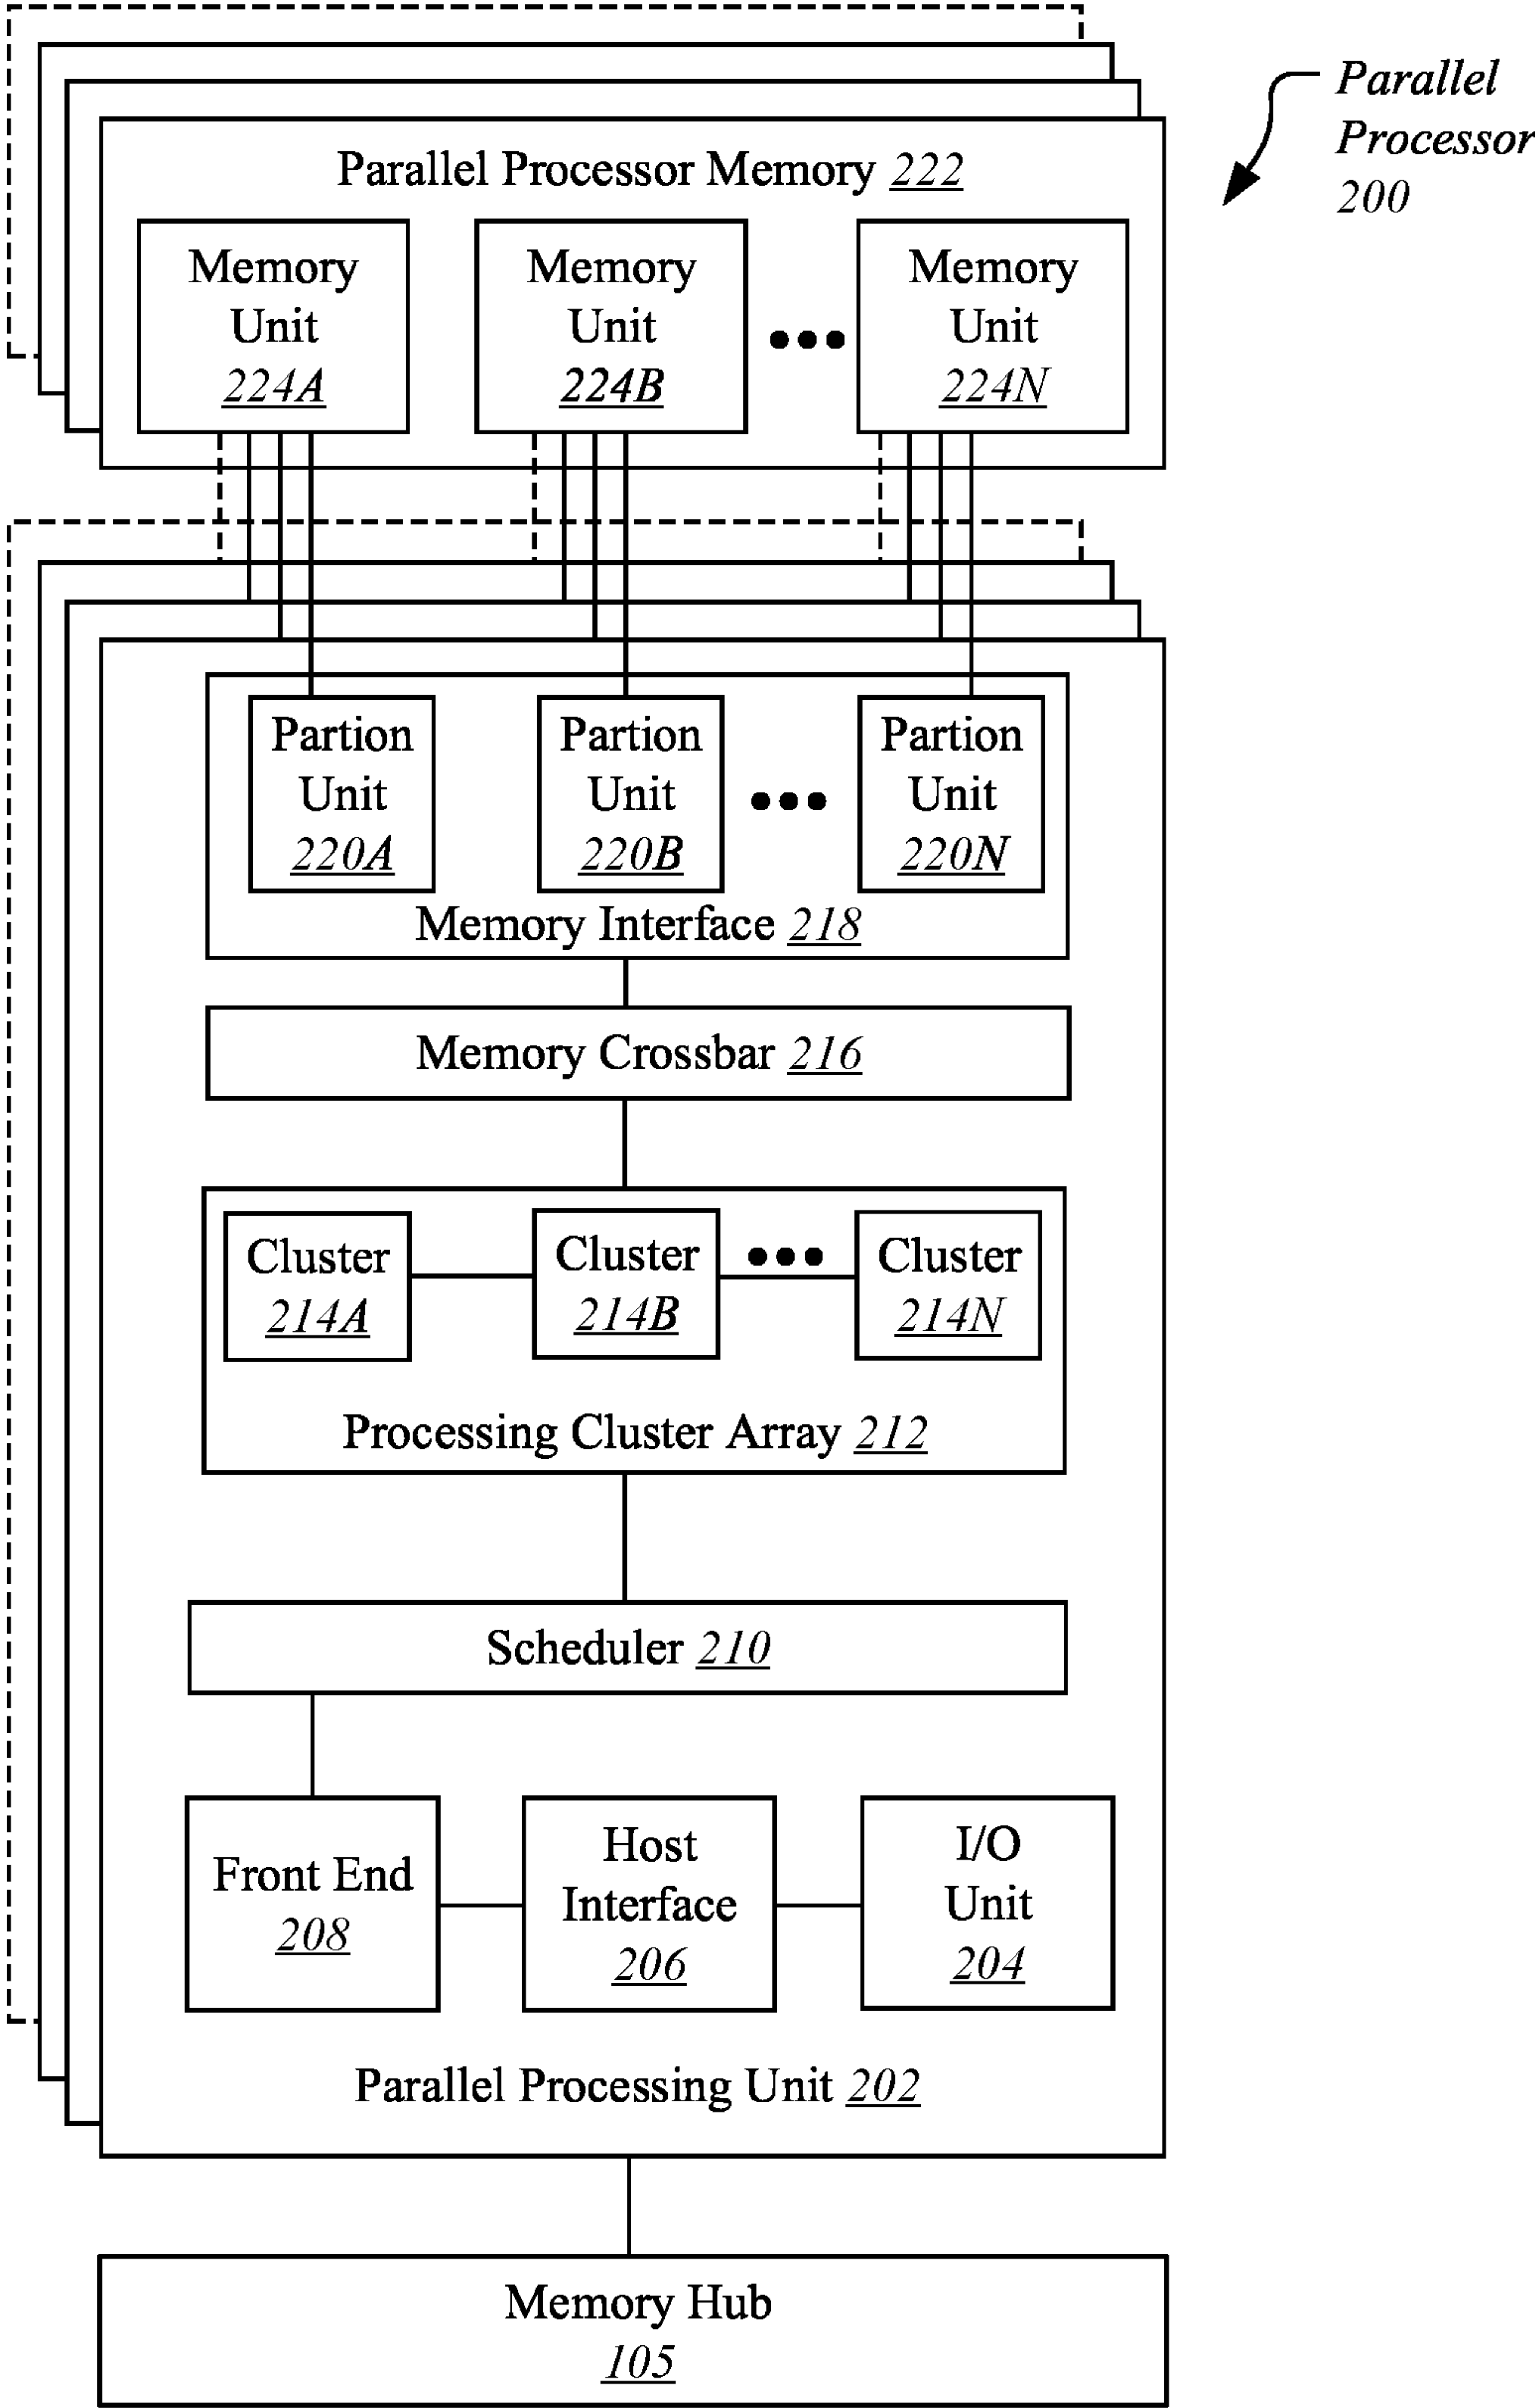 Parallel
Processor
200
Parallel Processor Memory 222
Memory
Unit
224A
Memory
Unit
224B
Memory
Unit
224N
Partion
Unit
220A
Partion
Unit
220B
Partion
Unit
220N
Memory Interface 218
Memory Crossbar 216
Cluster
214A
Cluster
214B
Cluster
214N
Processing Cluster Array 212
Scheduler 210
Front End
208
Host
Interface
206
I/O
Unit
204
Parallel Processing Unit 202
Memory Hub
105